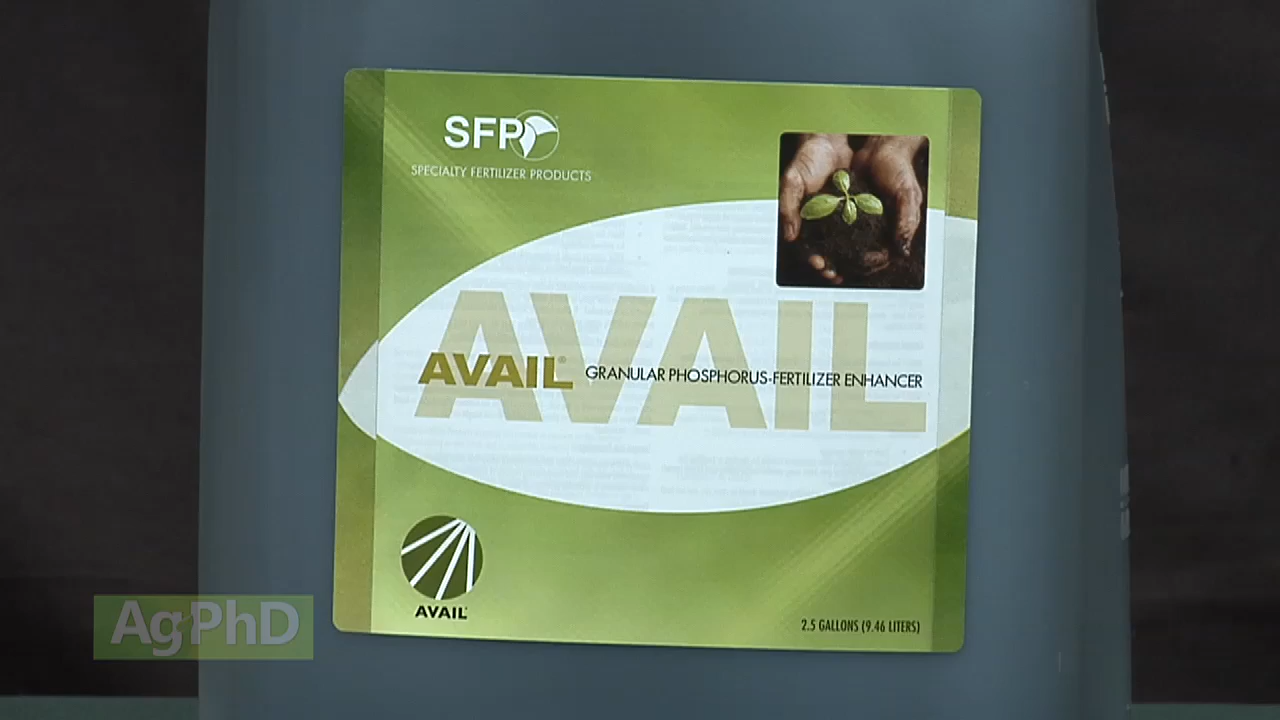 SFP
SPECIALTY FERTILIZER PRODUCTS
AVAIL
AVAIL® GRANULAR PHOSPHORUS-FERTILIZER ENHANCER
AVAIL
2.5 GALLONS (9.46 LITERS)
AgPhD